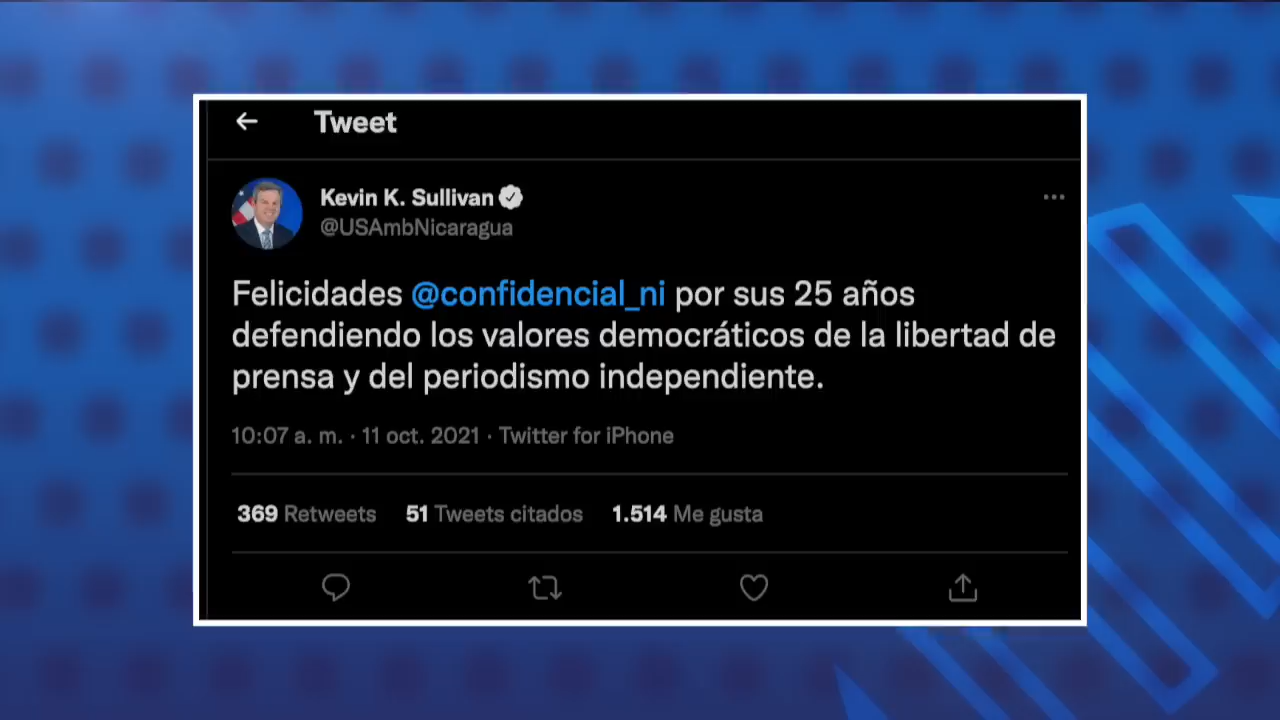 Tweet
Kevin K. Sullivan
@USAmbNicaragua
Felicidades @confidencial_ni por sus 25 años
defendiendo los valores democráticos de la libertad de
prensa y del periodismo independiente.
10:07 a. m. · 11 oct. 2021 · Twitter for iPhone
369 Retweets 51 Tweets citados 1.514 Me gusta